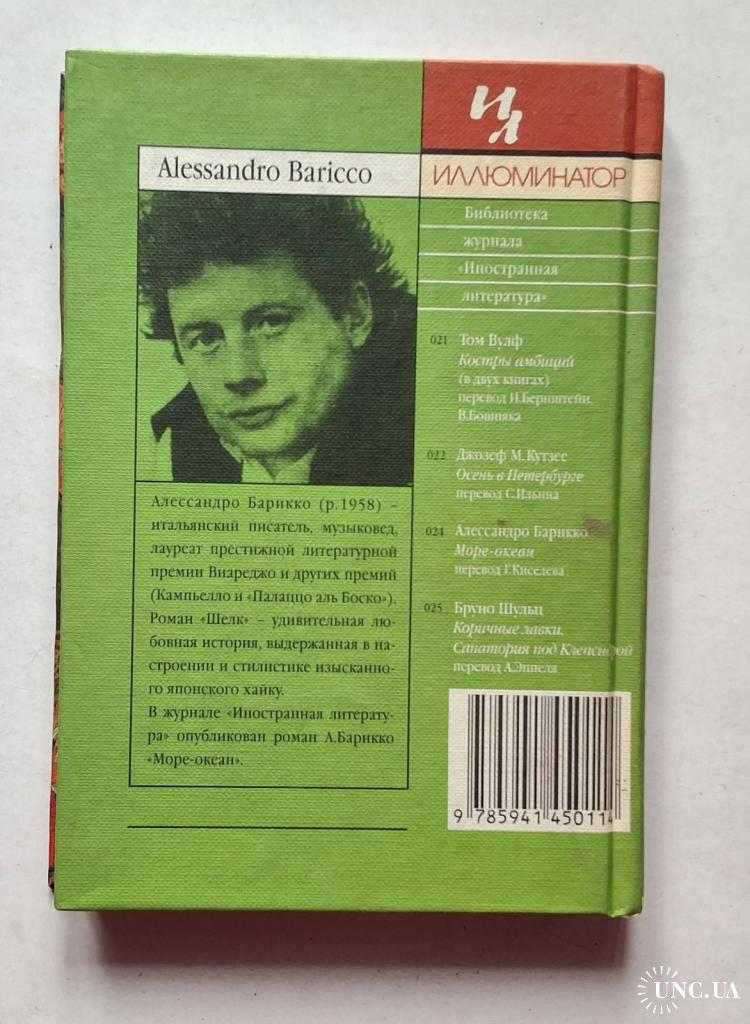 Alessandro Baricco
Алессандро Барикко (р.1958) –
итальянский писатель, музыковед,
лауреат престижной литературной
премии Виареджо и других премий
(Кампьелло и «Палаццо аль Боско»).
Роман «Шелк» – удивительная лю-
бовная история, выдержанная в на-
строении и стилистике изысканно-
го японского хайку.
В журнале «Иностранная литерату-
ра» опубликован роман А.Барикко
«Море-океан».
ИЛ
ИЛЛЮМИНАТОР
Библиотека
журнала
«Иностранная
литература»
021 Том Вулф
Костры амбиций
(в двух книгах)
перевод И.Бернштейн,
В.Бошняка
022 Джозеф М.Кутзее
Осень в Петербурге
перевод С.Ильина
024 Алессандро Барикко
Море-океан
перевод Г.Киселева
025 Бруно Шульц
Коричные лавки.
Санатория под Клепсидрой
перевод А.Эппеля
9 785941 450114
UNC.UA